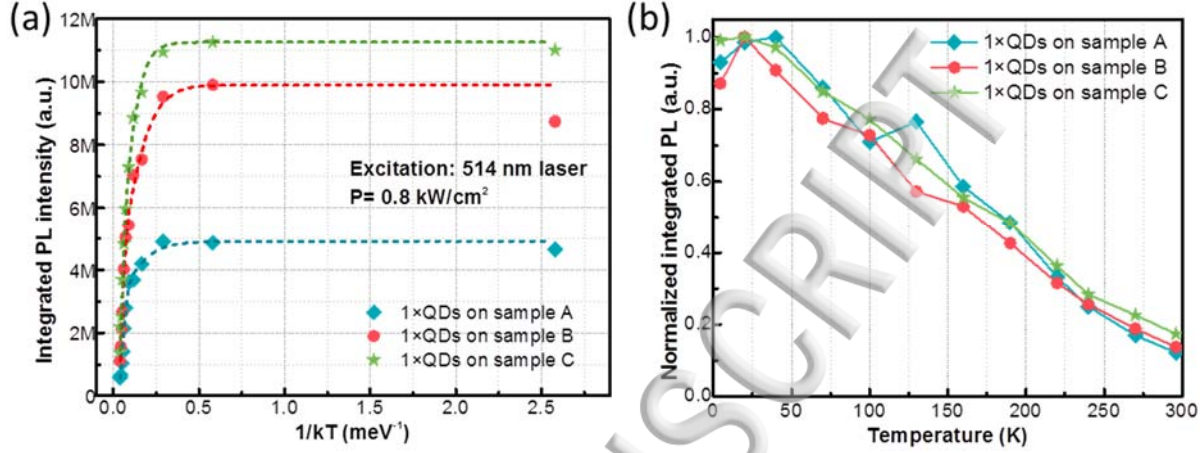 (a)
12M
10M
8M
6M
4M
2M
0
Integrated PL intensity (a.u.)
Excitation: 514 nm laser
P= 0.8 kW/cm²
1×QDs on sample A
1×QDs on sample B
1×QDs on sample C
0.0 0.5 1.0 1.5 2.0 2.5
1/kT (meV⁻¹)
(b)
1.0
0.8
0.6
0.4
0.2
0.0
Normalized integrated PL (a.u.)
1×QDs on sample A
1×QDs on sample B
1×QDs on sample C
0 50 100 150 200 250 300
Temperature (K)
SCRIPT